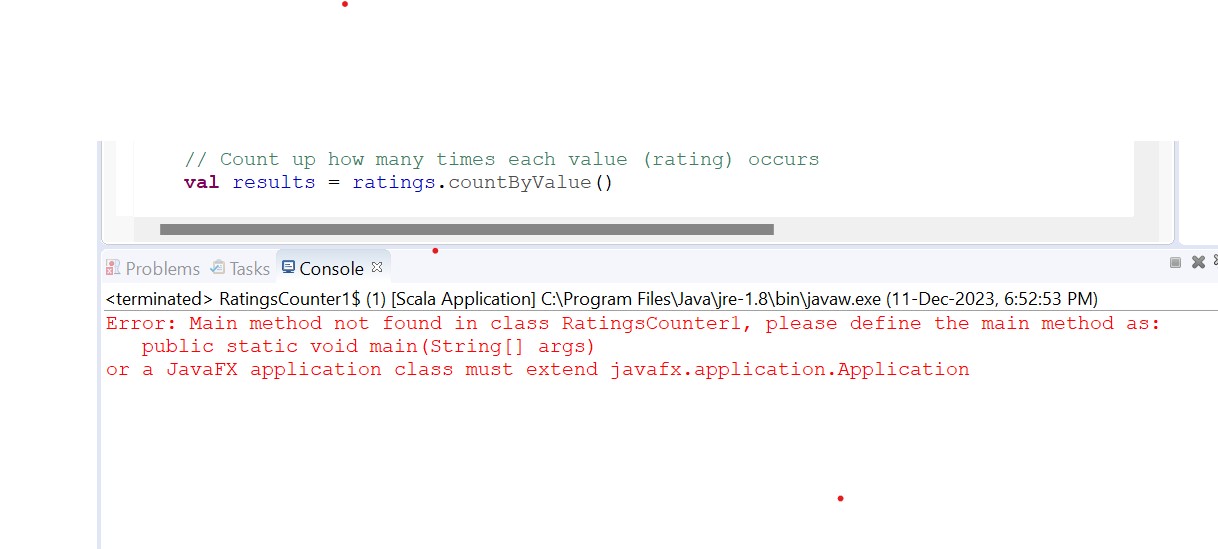 // Count up how many times each value (rating) occurs
val results = ratings.countByValue()
Problems Tasks Console
<terminated> RatingsCounter1$ (1) [Scala Application] C:\Program Files\Java\jre-1.8\bin\javaw.exe (11-Dec-2023, 6:52:53 PM)
Error: Main method not found in class RatingsCounter1, please define the main method as:
public static void main(String[] args)
or a JavaFX application class must extend javafx.application.Application